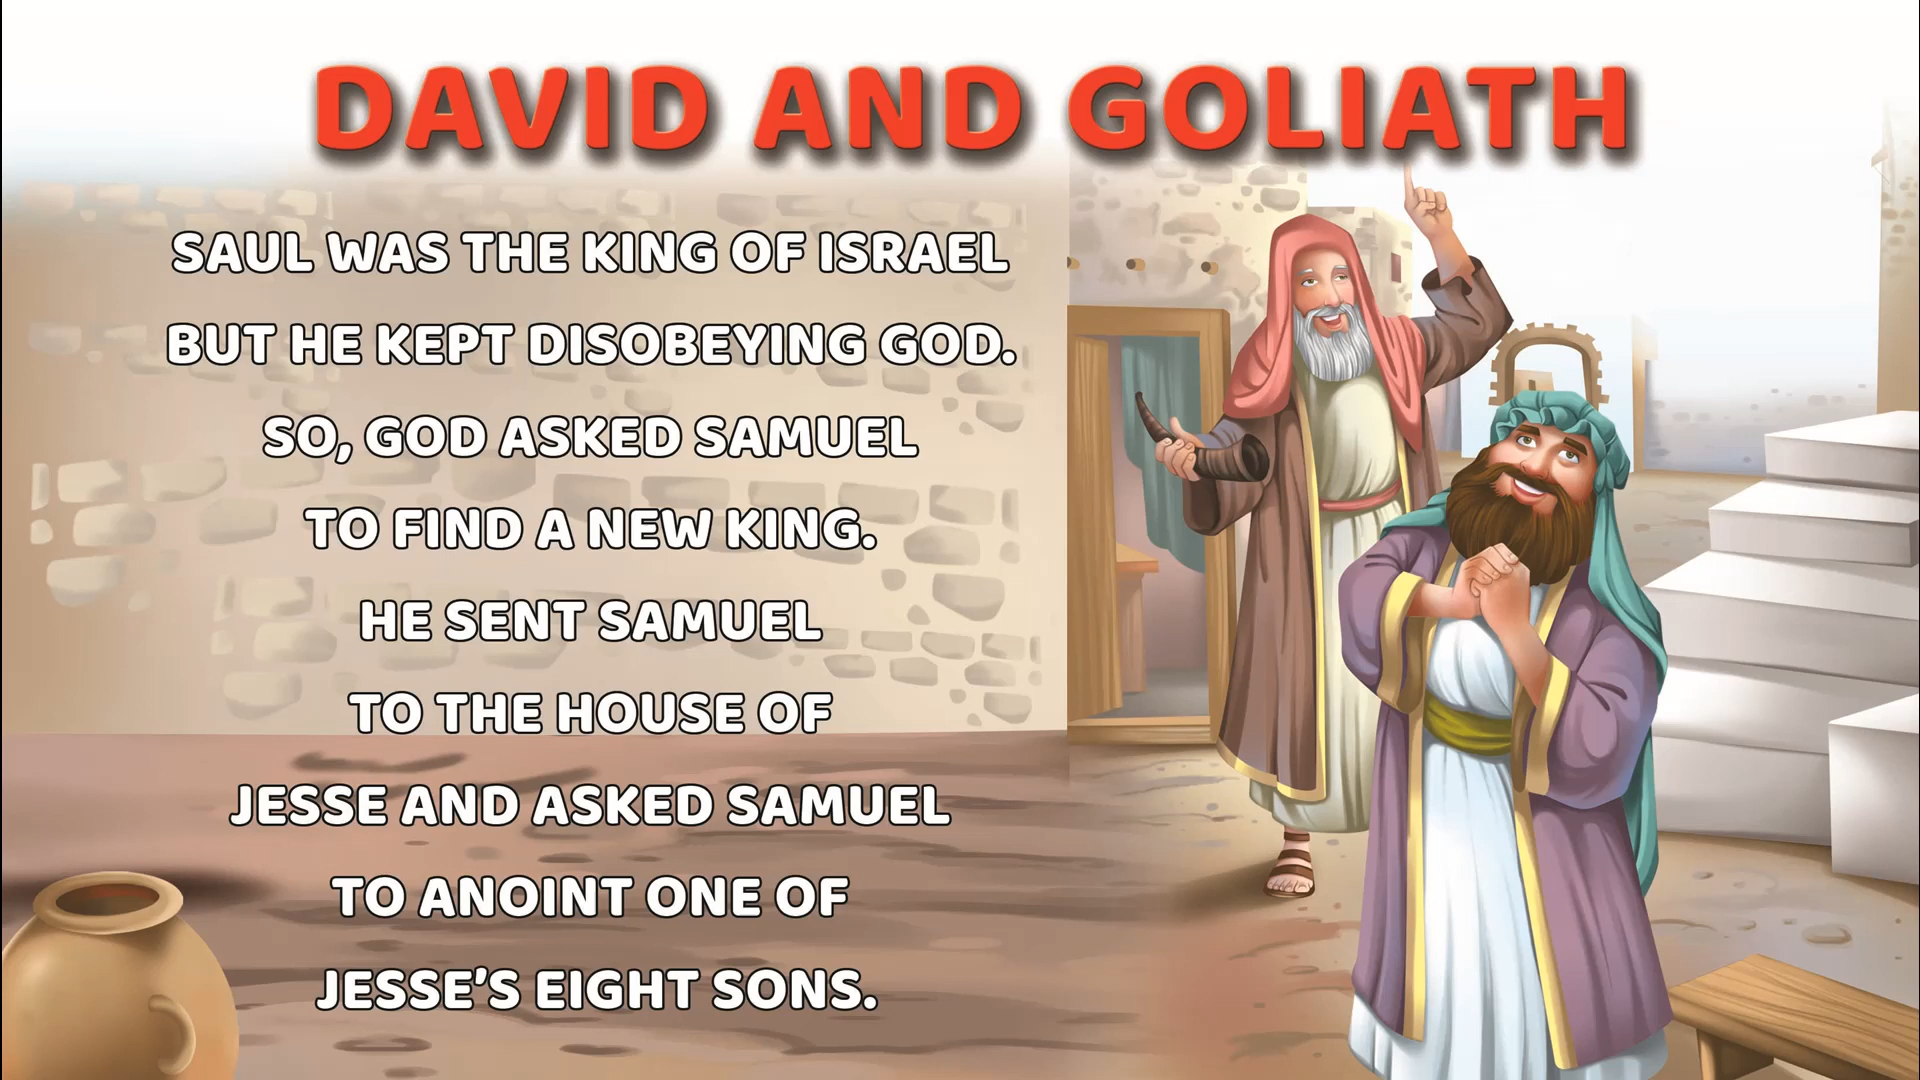 DAVID AND GOLIATH
SAUL WAS THE KING OF ISRAEL
BUT HE KEPT DISOBEYING GOD.
SO, GOD ASKED SAMUEL
TO FIND A NEW KING.
HE SENT SAMUEL
TO THE HOUSE OF
JESSE AND ASKED SAMUEL
TO ANOINT ONE OF
JESSE'S EIGHT SONS.